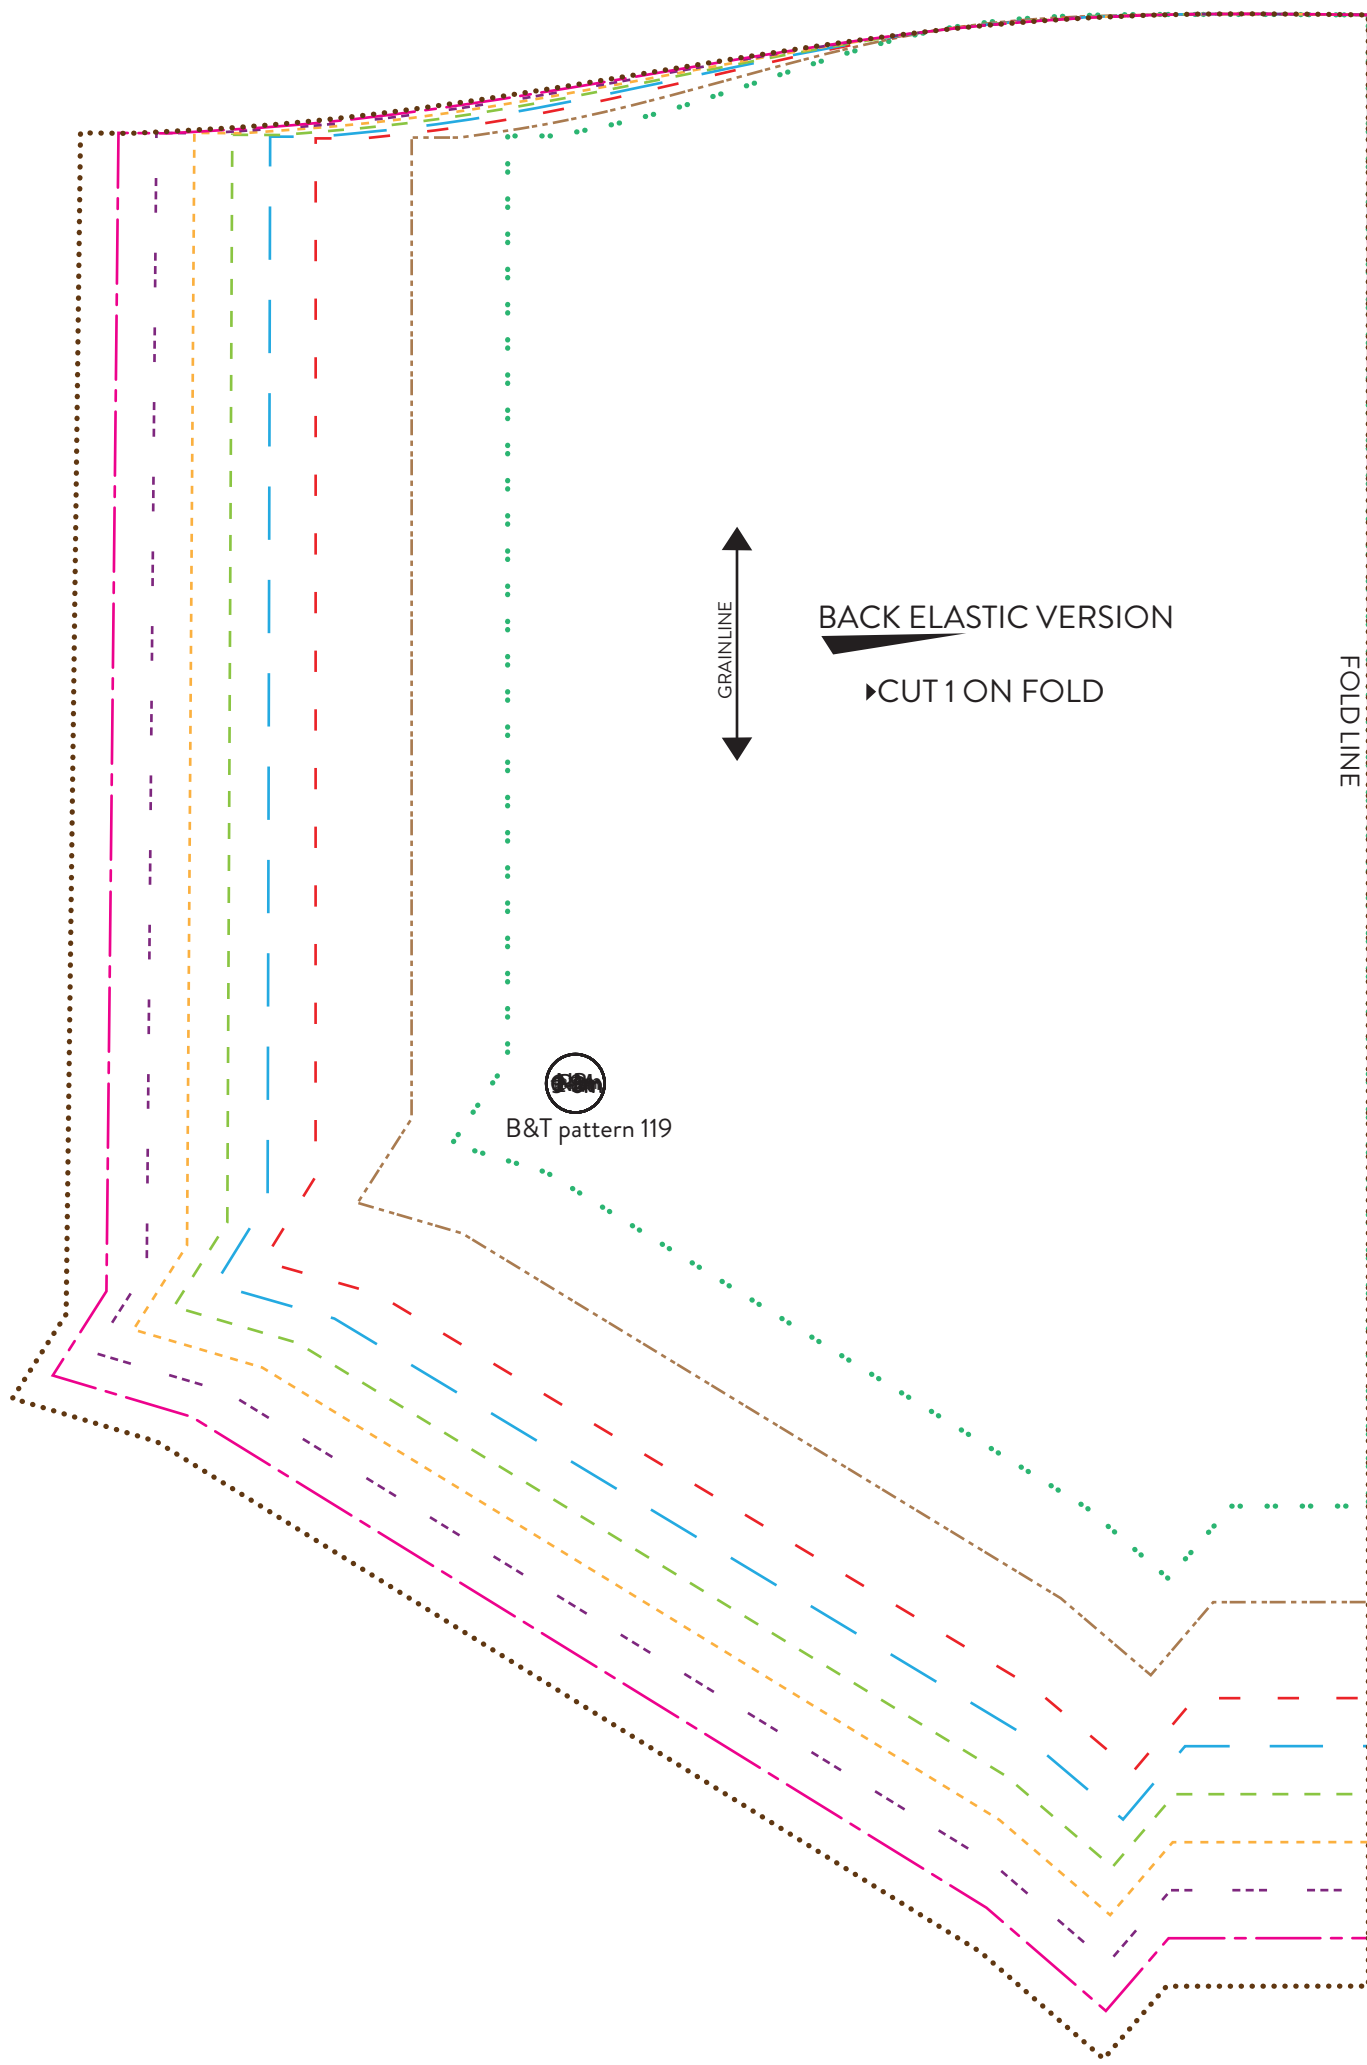 BACK ELASTIC VERSION
GRAINLINE
CUT 1 ON FOLD
FOLD LINE
B&T pattern 119